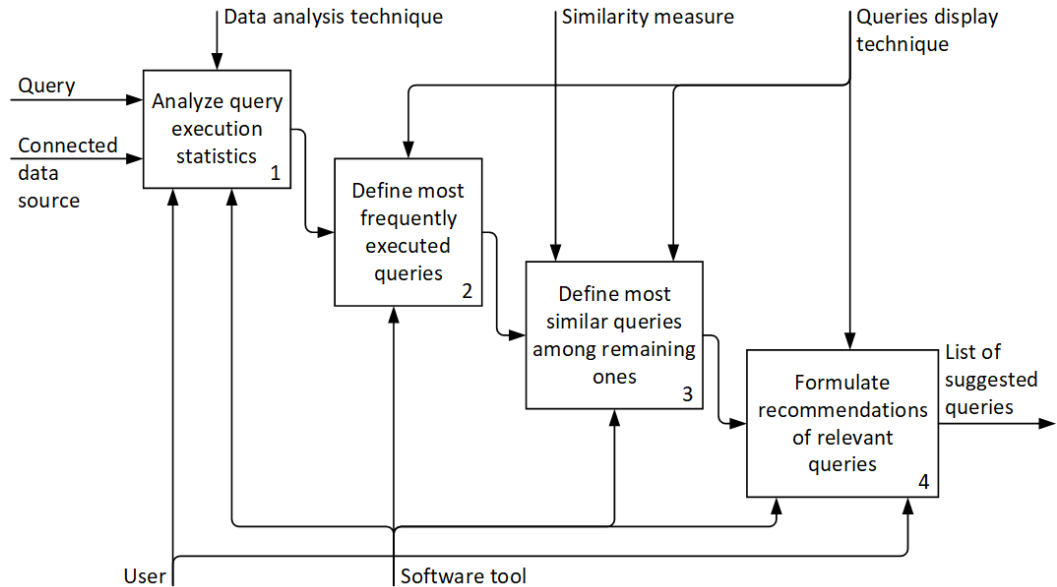 Data analysis technique
Similarity measure
Queries display
technique
Query
Connected
data
source
Analyze query
execution
statistics
1
Define most
frequently
executed
queries
2
Define most
similar queries
among remaining
ones
3
Formulate
recommendations
of relevant
queries
4
List of
suggested
queries
User
Software tool